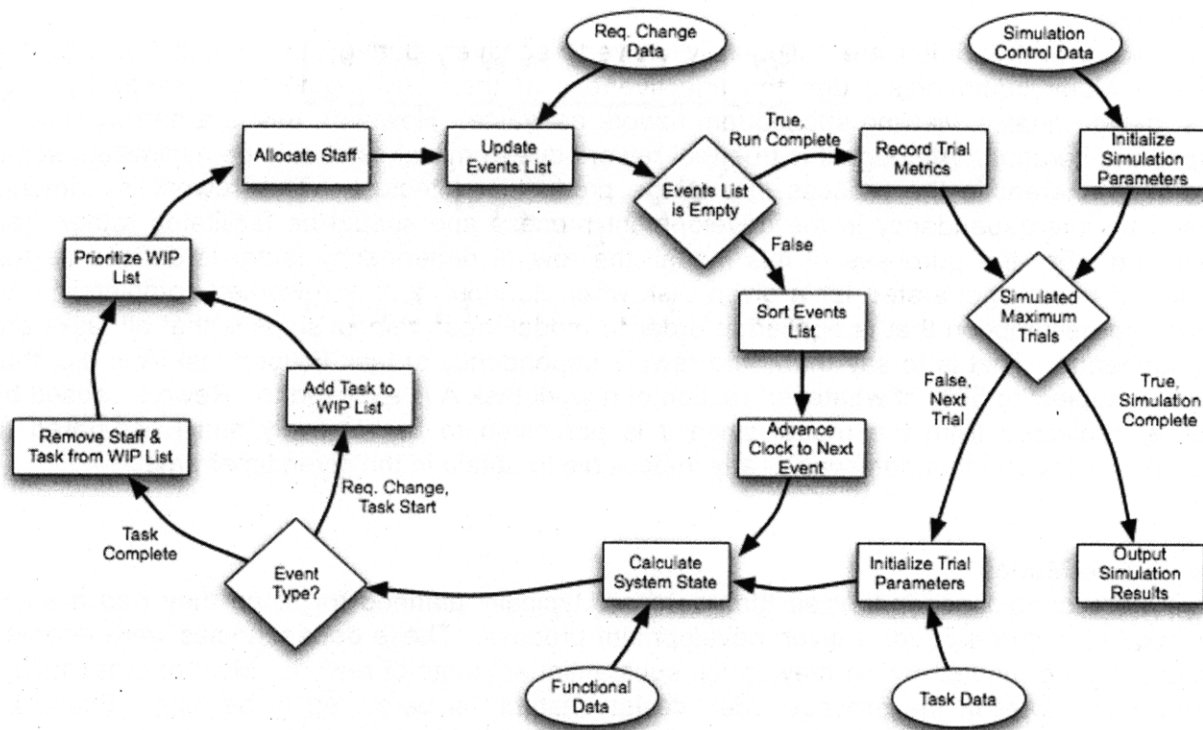 Req. Change
Data
Simulation
Control Data
Allocate Staff
Update
Events List
True,
Run Complete
Record Trial
Metrics
Initialize
Simulation
Parameters
Events List
is Empty
Prioritize WIP
List
False
Sort Events
List
Simulated
Maximum
Trials
Add Task to
WIP List
False,
Next
Trial
True,
Simulation
Complete
Remove Staff &
Task from WIP List
Advance
Clock to Next
Event
Req. Change,
Task Start
Task
Complete
Event
Type?
Calculate
System State
Initialize Trial
Parameters
Output
Simulation
Results
Functional
Data
Task Data